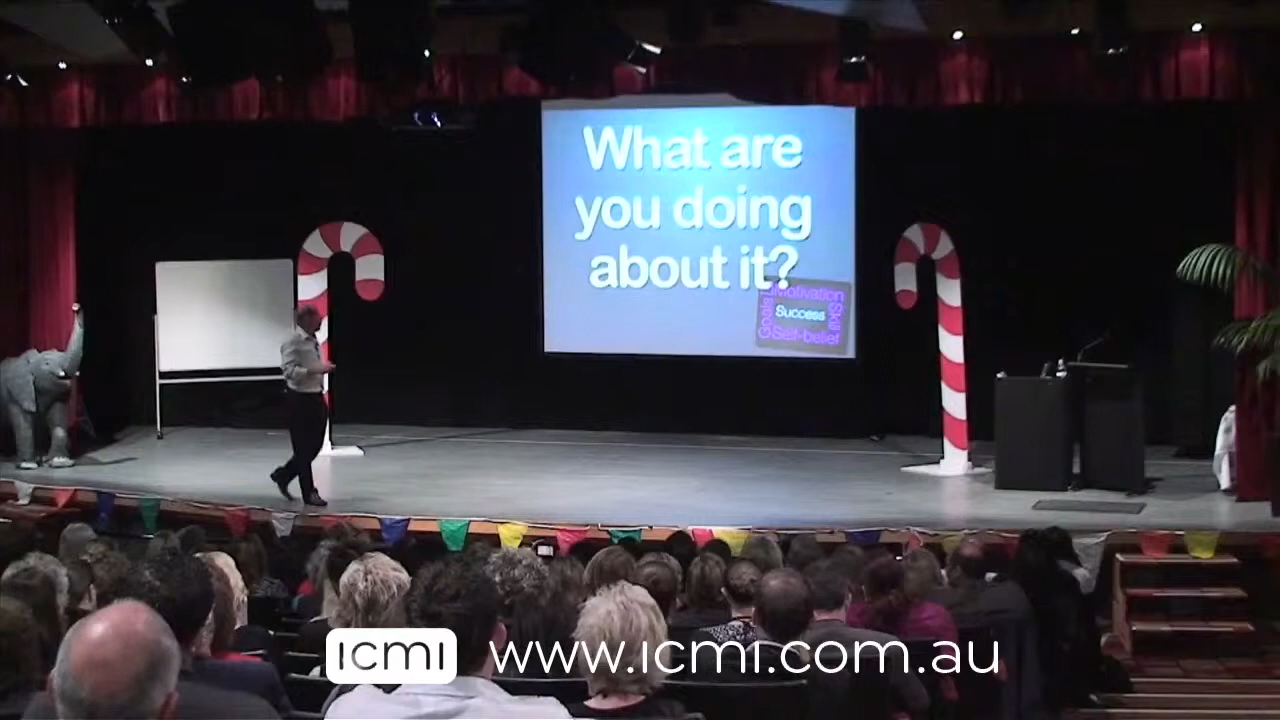 What are
you doing
about it?
Motivation
Goals
Success
Skill
Self-belief
icmi www.icmi.com.au